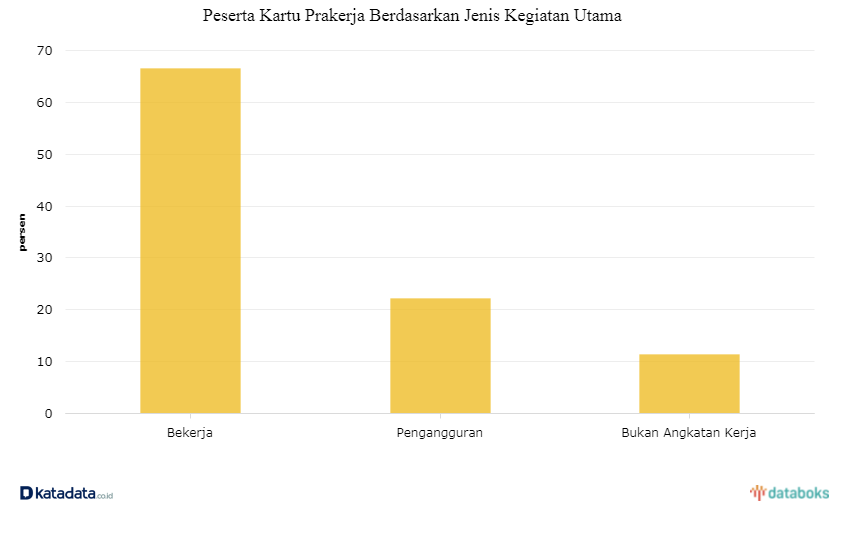 Peserta Kartu Prakerja Berdasarkan Jenis Kegiatan Utama
70
60
50
40
30
20
10
0
persen
Bekerja
Pengangguran
Bukan Angkatan Kerja
katadata.co.id
databoks